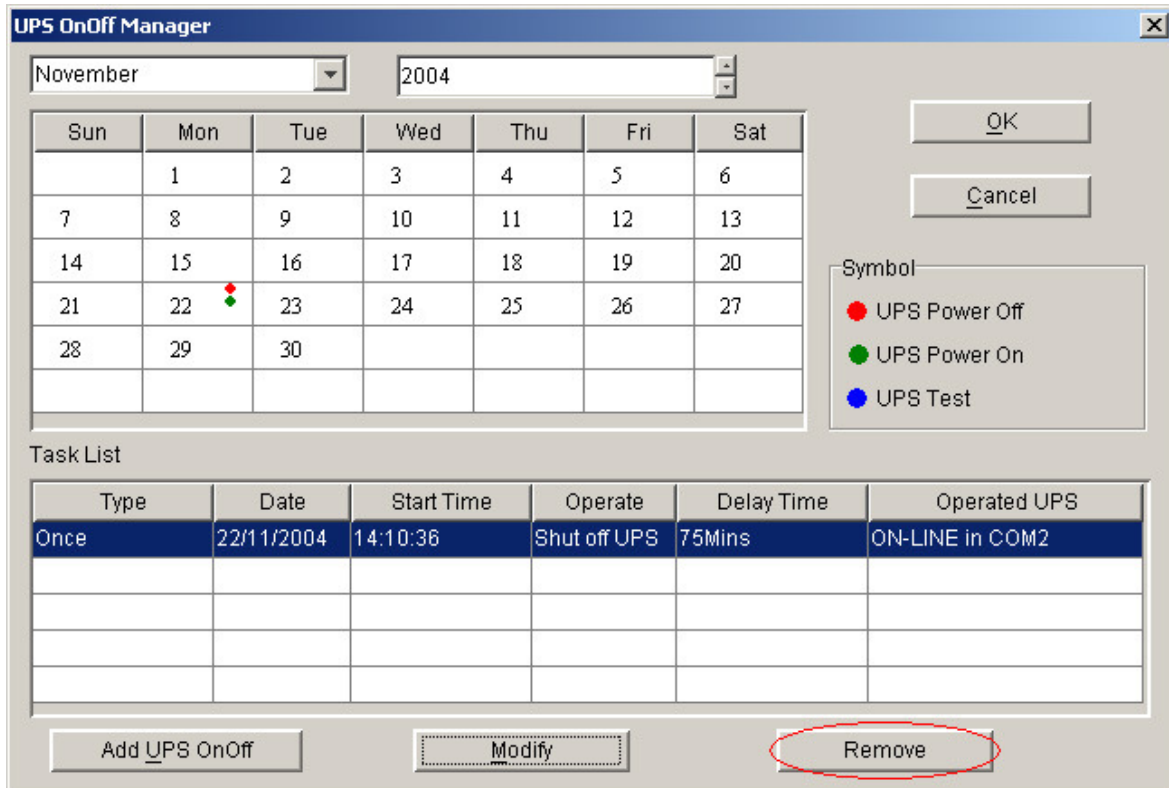 UPS OnOff Manager
November 2004
Sun Mon Tue Wed Thu Fri Sat
1 2 3 4 5 6
7 8 9 10 11 12 13
14 15 16 17 18 19 20
21 22 23 24 25 26 27
28 29 30
OK
Cancel
Symbol
UPS Power Off
UPS Power On
UPS Test
Task List
Type Date Start Time Operate Delay Time Operated UPS
Once 22/11/2004 14:10:36 Shut off UPS 75Mins ON-LINE in COM2
Add UPS OnOff Modify Remove